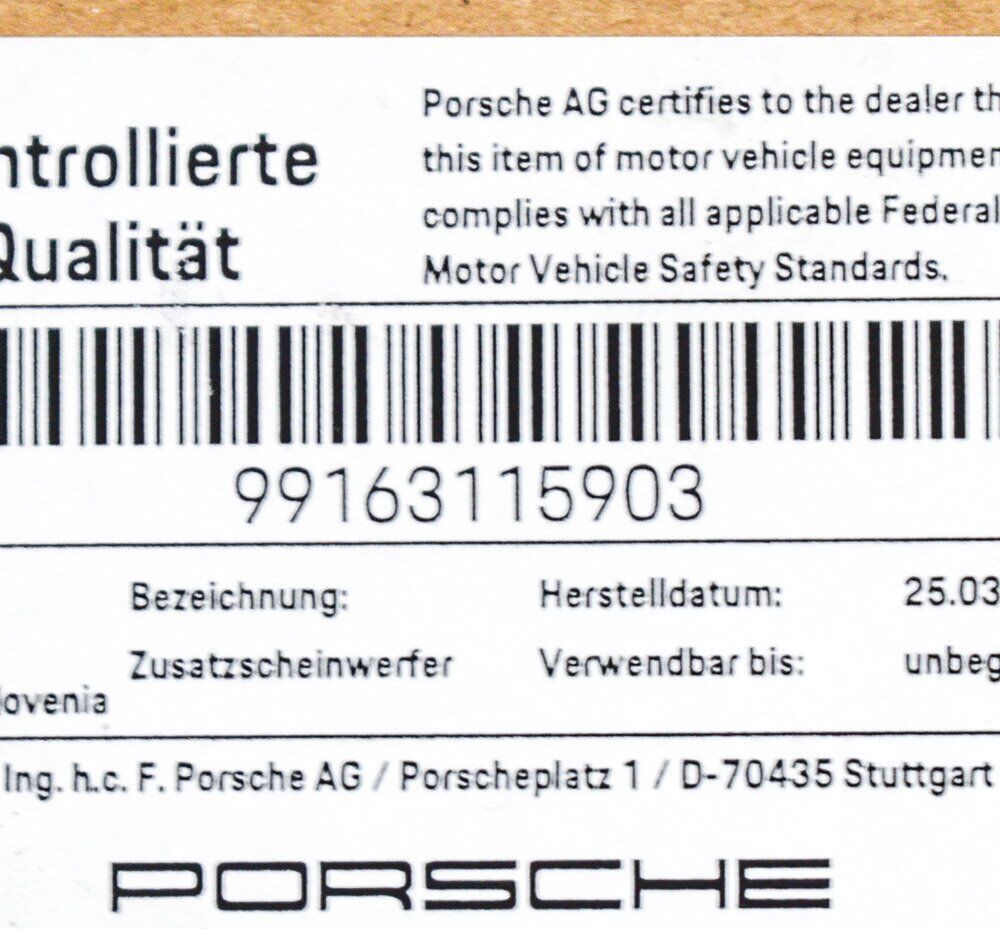 ntrollierte
Qualität
Porsche AG certifies to the dealer th
this item of motor vehicle equipmen
complies with all applicable Federal
Motor Vehicle Safety Standards.
99163115903
Bezeichnung:
Zusatzscheinwerfer
Herstelldatum:
25.03
Verwendbar bis:
unbeg
lovenia
Ing. h.c. F. Porsche AG / Porscheplatz 1 / D-70435 Stuttgart
PORSCHE